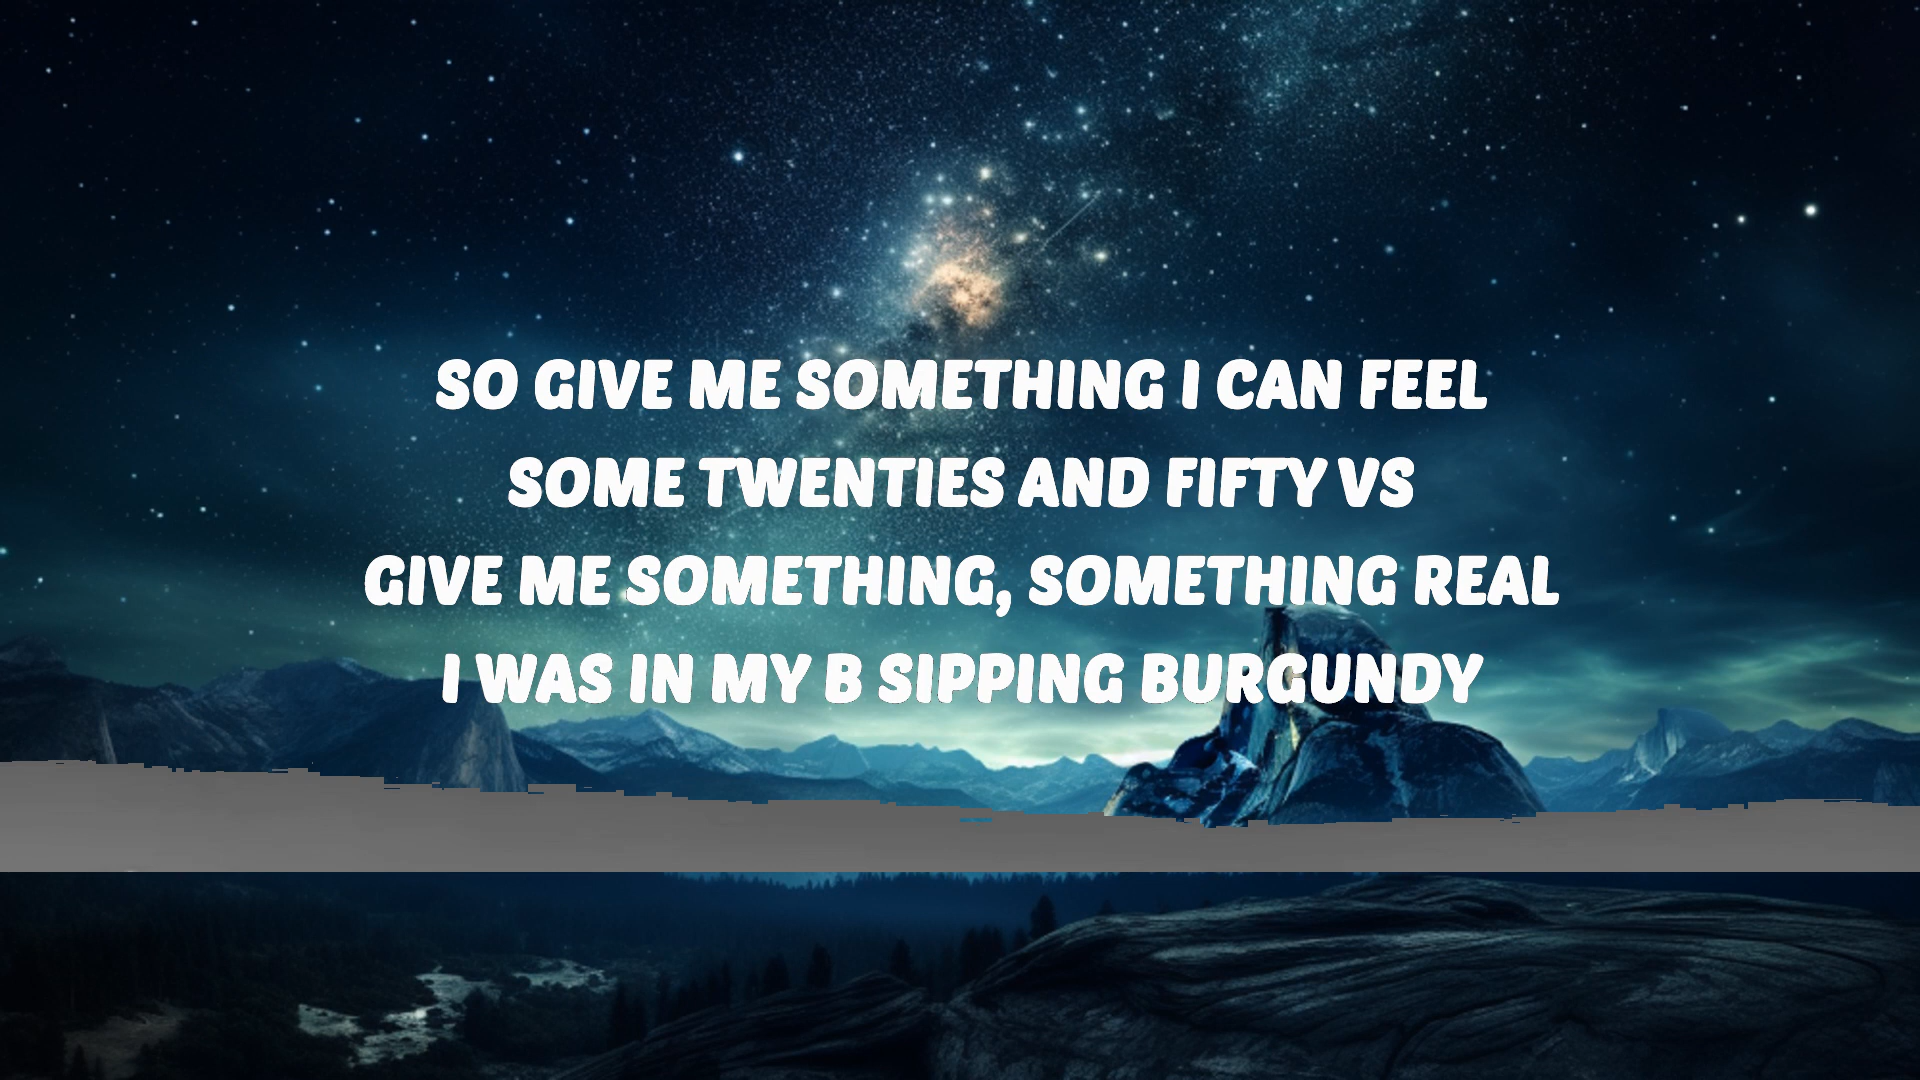 SO GIVE ME SOMETHING I CAN FEEL
SOME TWENTIES AND FIFTY VS
GIVE ME SOMETHING, SOMETHING REAL
I WAS IN MY B SIPPING BURGUNDY